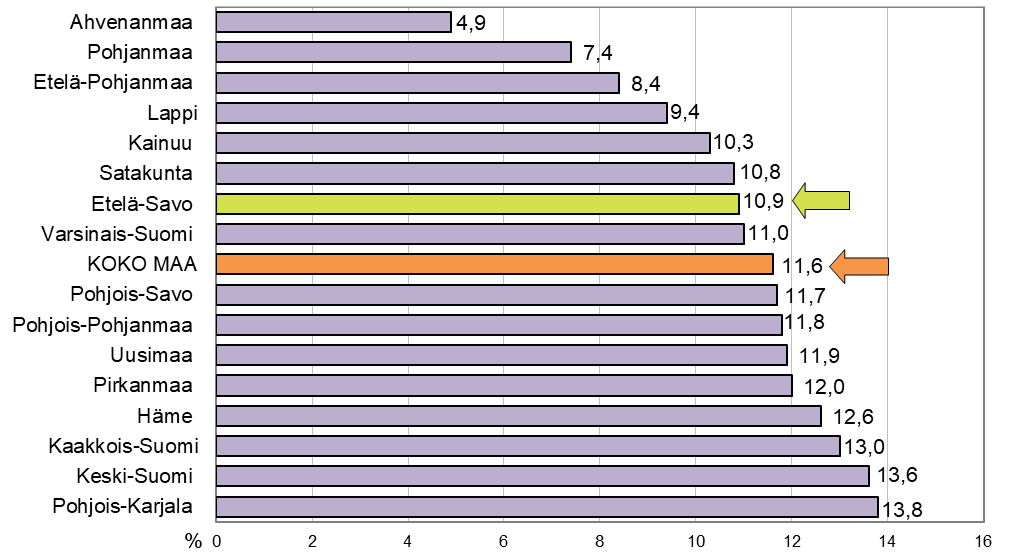 Ahvenanmaa 4,9
Pohjanmaa 7,4
Etelä-Pohjanmaa 8,4
Lappi 9,4
Kainuu 10,3
Satakunta 10,8
Etelä-Savo 10,9
Varsinais-Suomi 11,0
KOKO MAA 11,6
Pohjois-Savo 11,7
Pohjois-Pohjanmaa 11,8
Uusimaa 11,9
Pirkanmaa 12,0
Häme 12,6
Kaakkois-Suomi 13,0
Keski-Suomi 13,6
Pohjois-Karjala 13,8
% 0 2 4 6 8 10 12 14 16